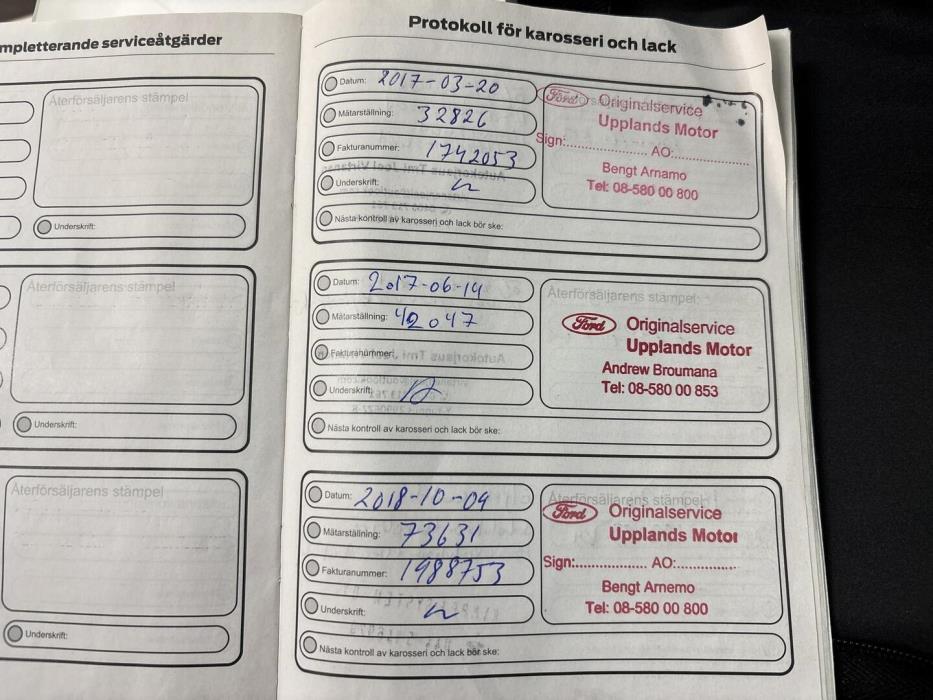 mpletterande serviceåtgärder
Återförsäljarens stämpel
Underskrift:
Återförsäljarens stämpel
Underskrift:
Återförsäljarens stämpel
Underskrift:
Protokoll för karosseri och lack
Datum: 2017-03-20
Mätarställning: 32826
Fakturanummer: 1742053
Underskrift:
Nästa kontroll av karosseri och lack bör ske:
Ford Originalservice
Upplands Motor
Sign:................... AO:...................
Bengt Arnamo
Tel: 08-580 00 800
Datum: 2017-06-14
Mätarställning: 42047
Fakturanummer:
Underskrift:
Nästa kontroll av karosseri och lack bör ske:
Återförsäljarens stämpel:
Ford Originalservice
Upplands Motor
Andrew Broumana
Tel: 08-580 00 853
Datum: 2018-10-04
Mätarställning: 73631
Fakturanummer: 1988753
Underskrift:
Nästa kontroll av karosseri och lack bör ske:
Återförsäljarens stämpel
Ford Originalservice
Upplands Motor
Sign:................ AO:..............
Bengt Arnemo
Tel: 08-580 00 800